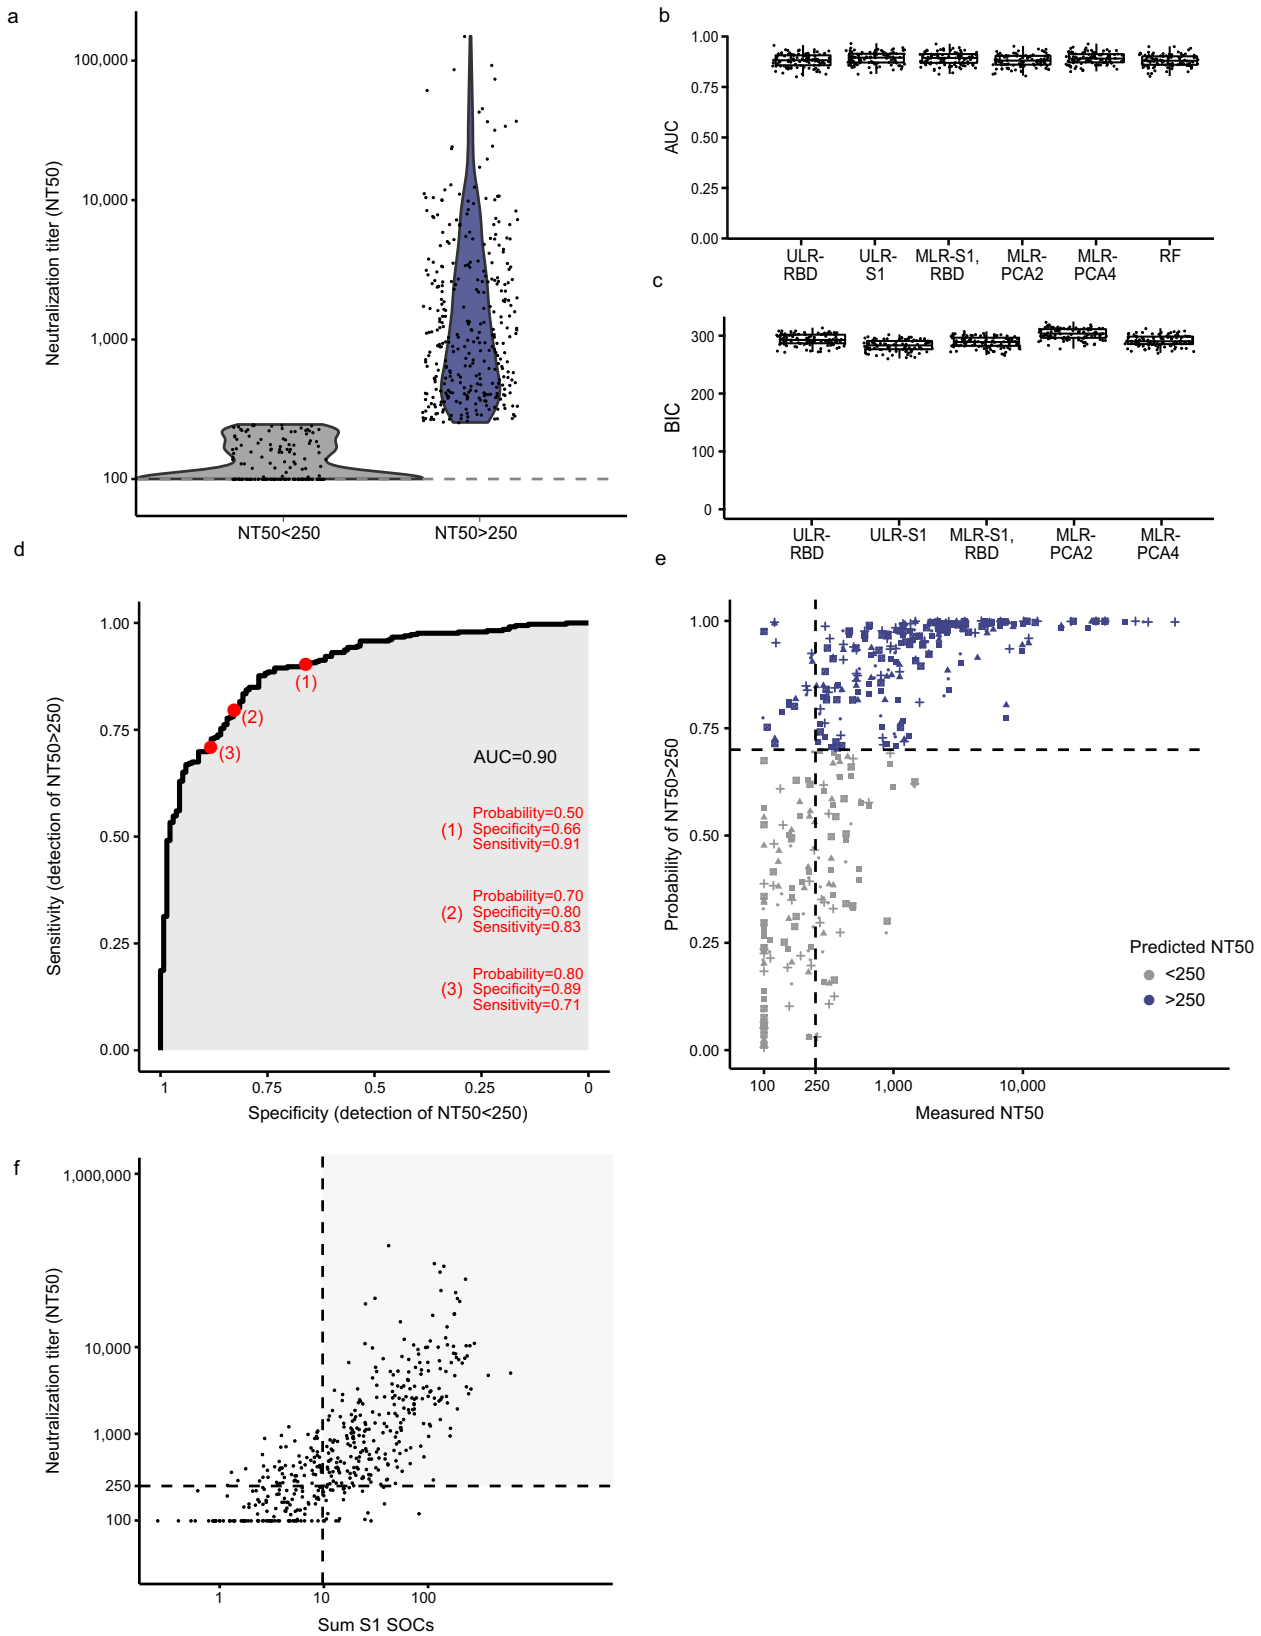 a
100,000
10,000
1,000
100
Neutralization titer (NT50)
NT50<250
NT50>250
b
1.00
0.75
0.50
0.25
0.00
AUC
ULR-
RBD
ULR-
S1
MLR-S1,
RBD
MLR-
PCA2
MLR-
PCA4
RF
c
300
200
100
0
BIC
ULR-
RBD
ULR-S1
MLR-S1,
RBD
MLR-
PCA2
MLR-
PCA4
d
1.00
0.75
0.50
0.25
0.00
Sensitivity (detection of NT50>250)
(1)
(2)
(3)
AUC=0.90
(1)
Probability=0.50
Specificity=0.66
Sensitivity=0.91
(2)
Probability=0.70
Specificity=0.80
Sensitivity=0.83
(3)
Probability=0.80
Specificity=0.89
Sensitivity=0.71
1
0.75
0.5
0.25
0
Specificity (detection of NT50<250)
e
1.00
0.75
0.50
0.25
0.00
Probability of NT50>250
Predicted NT50
<250
>250
100
250
1,000
10,000
Measured NT50
f
1,000,000
10,000
1,000
250
100
Neutralization titer (NT50)
1
10
100
Sum S1 SOCs